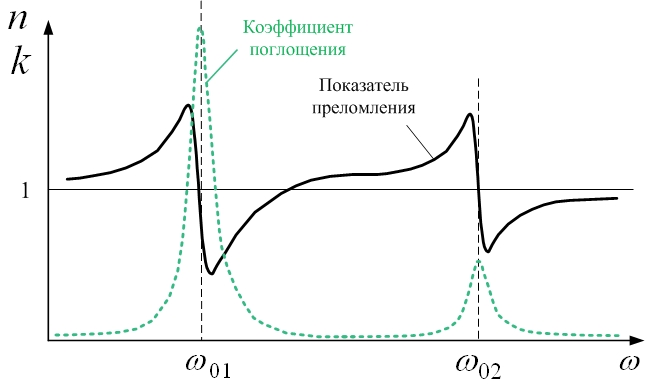 n
k
Коэффициент
поглощения
Показатель
преломления
1
ω01
ω02
ω